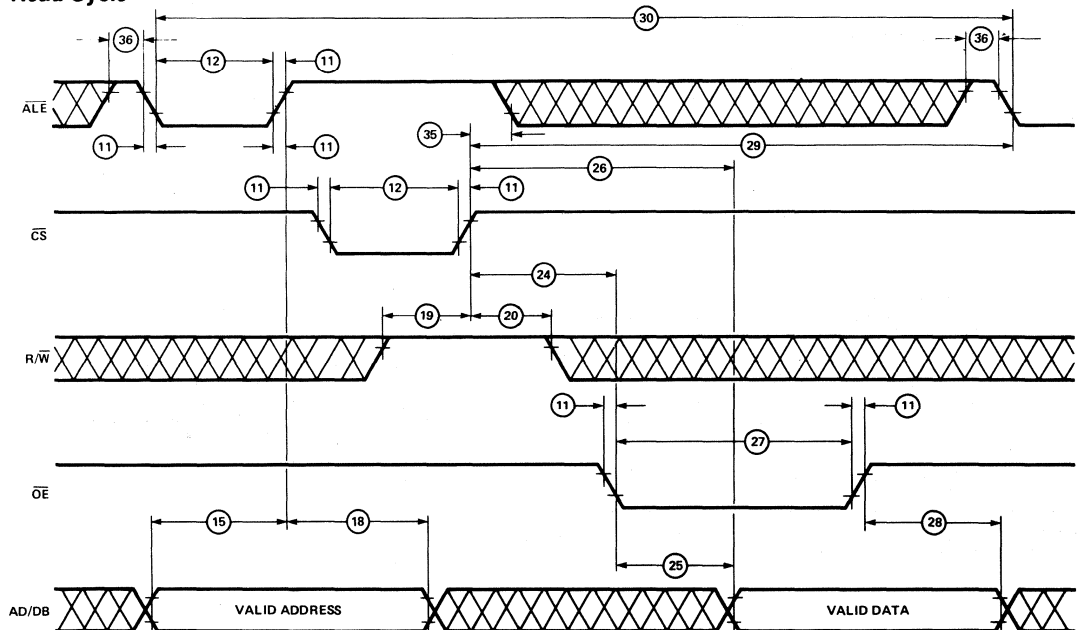 Read Cycle
30
36
12
11
36
ALE
11
11
35
29
26
11
12
11
CS
24
19
20
R/W
11
11
27
OE
15
18
28
25
AD/DB
VALID ADDRESS
VALID DATA